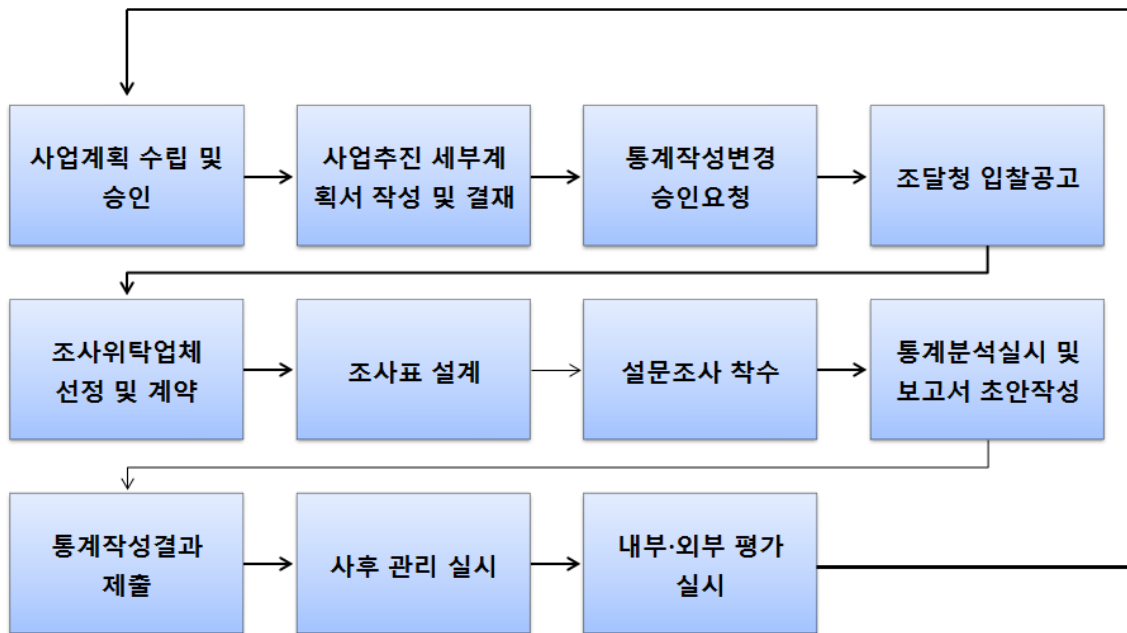 사업계획 수립 및
승인
사업추진 세부계
획서 작성 및 결재
통계작성변경
승인요청
조달청 입찰공고
조사위탁업체
선정 및 계약
조사표 설계
설문조사 착수
통계분석실시 및
보고서 초안작성
통계작성결과
제출
사후 관리 실시
내부·외부 평가
실시